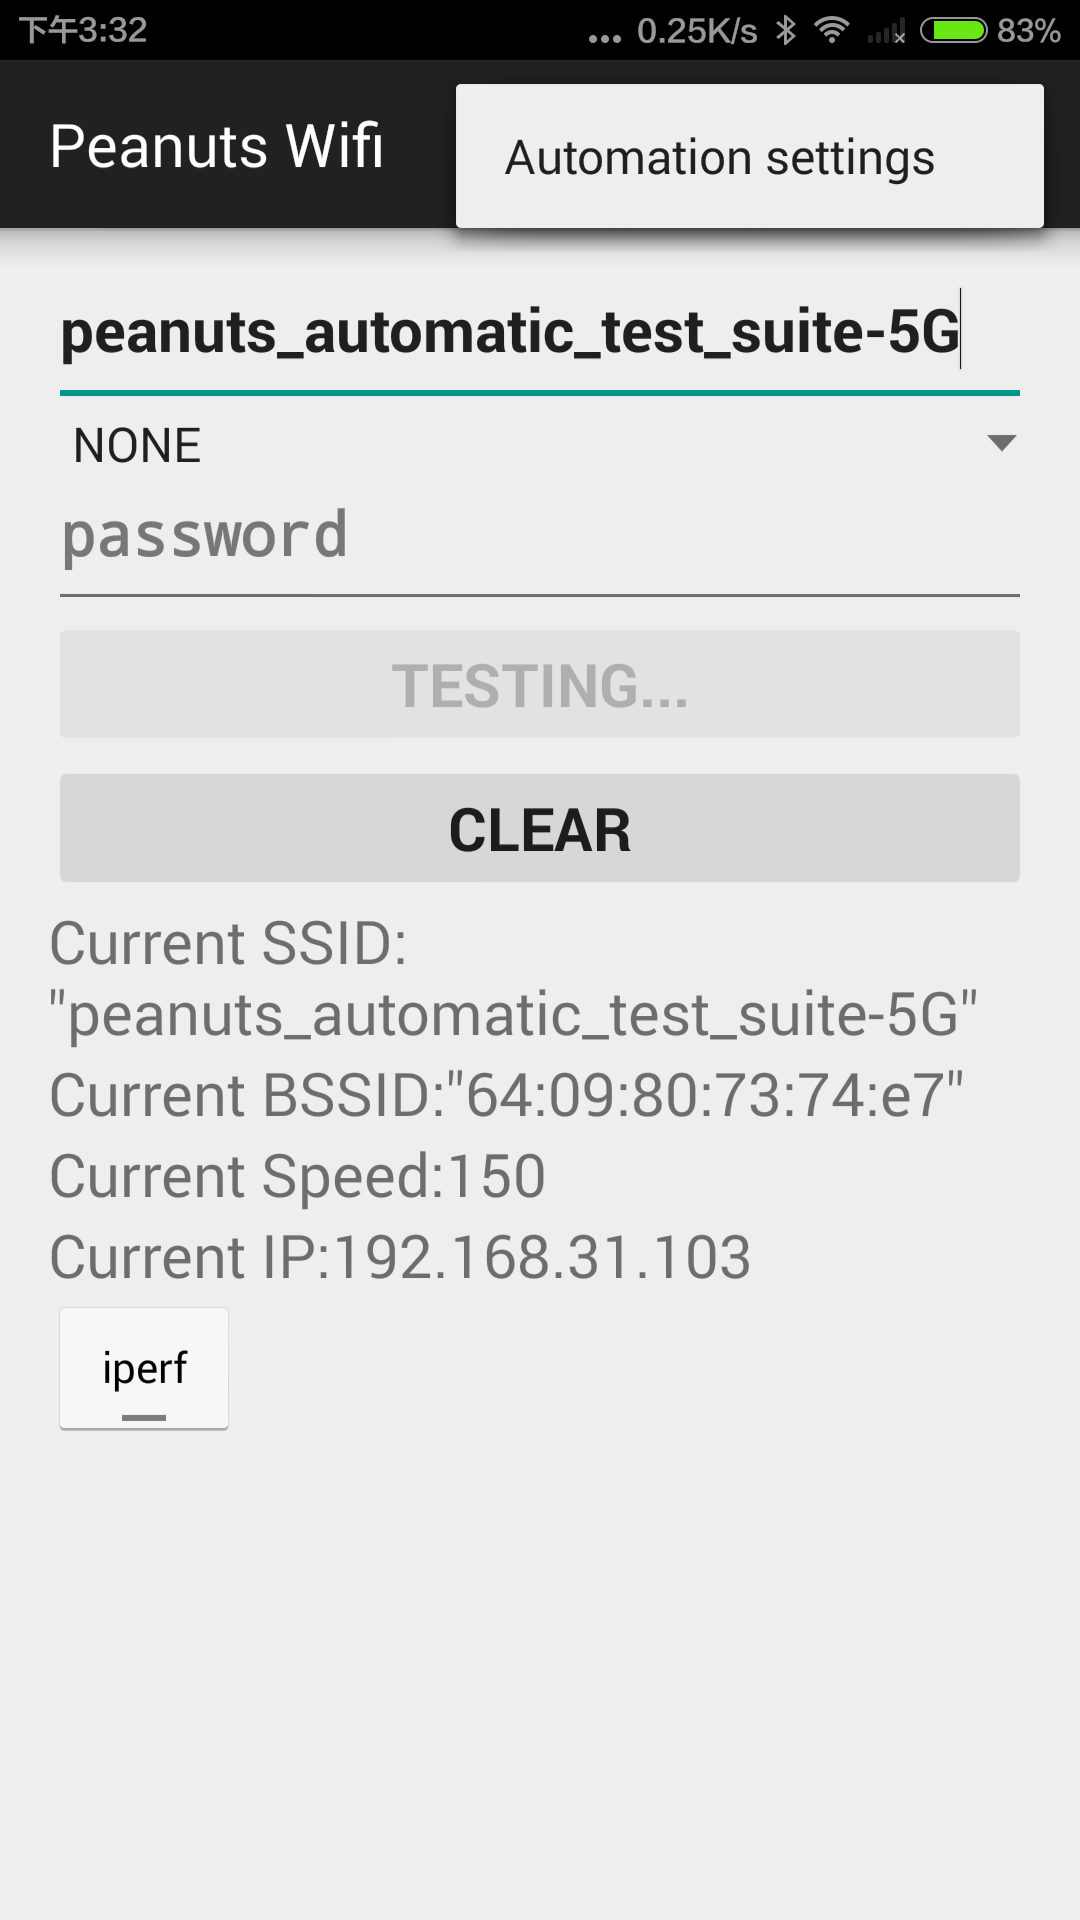 下午3:32
... 0.25K/s 83%
Peanuts Wifi
Automation settings
peanuts_automatic_test_suite-5G
NONE
password
TESTING...
CLEAR
Current SSID:
"peanuts_automatic_test_suite-5G"
Current BSSID:"64:09:80:73:74:e7"
Current Speed:150
Current IP:192.168.31.103
iperf